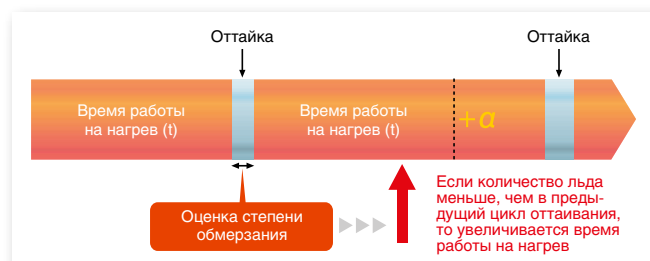 Оттайка
Оттайка
Время работы
на нагрев (t)
Время работы
на нагрев (t)
+α
Оценка степени
обмерзания
Если количество льда
меньше, чем в преды-
дущий цикл оттаивания,
то увеличивается время
работы на нагрев